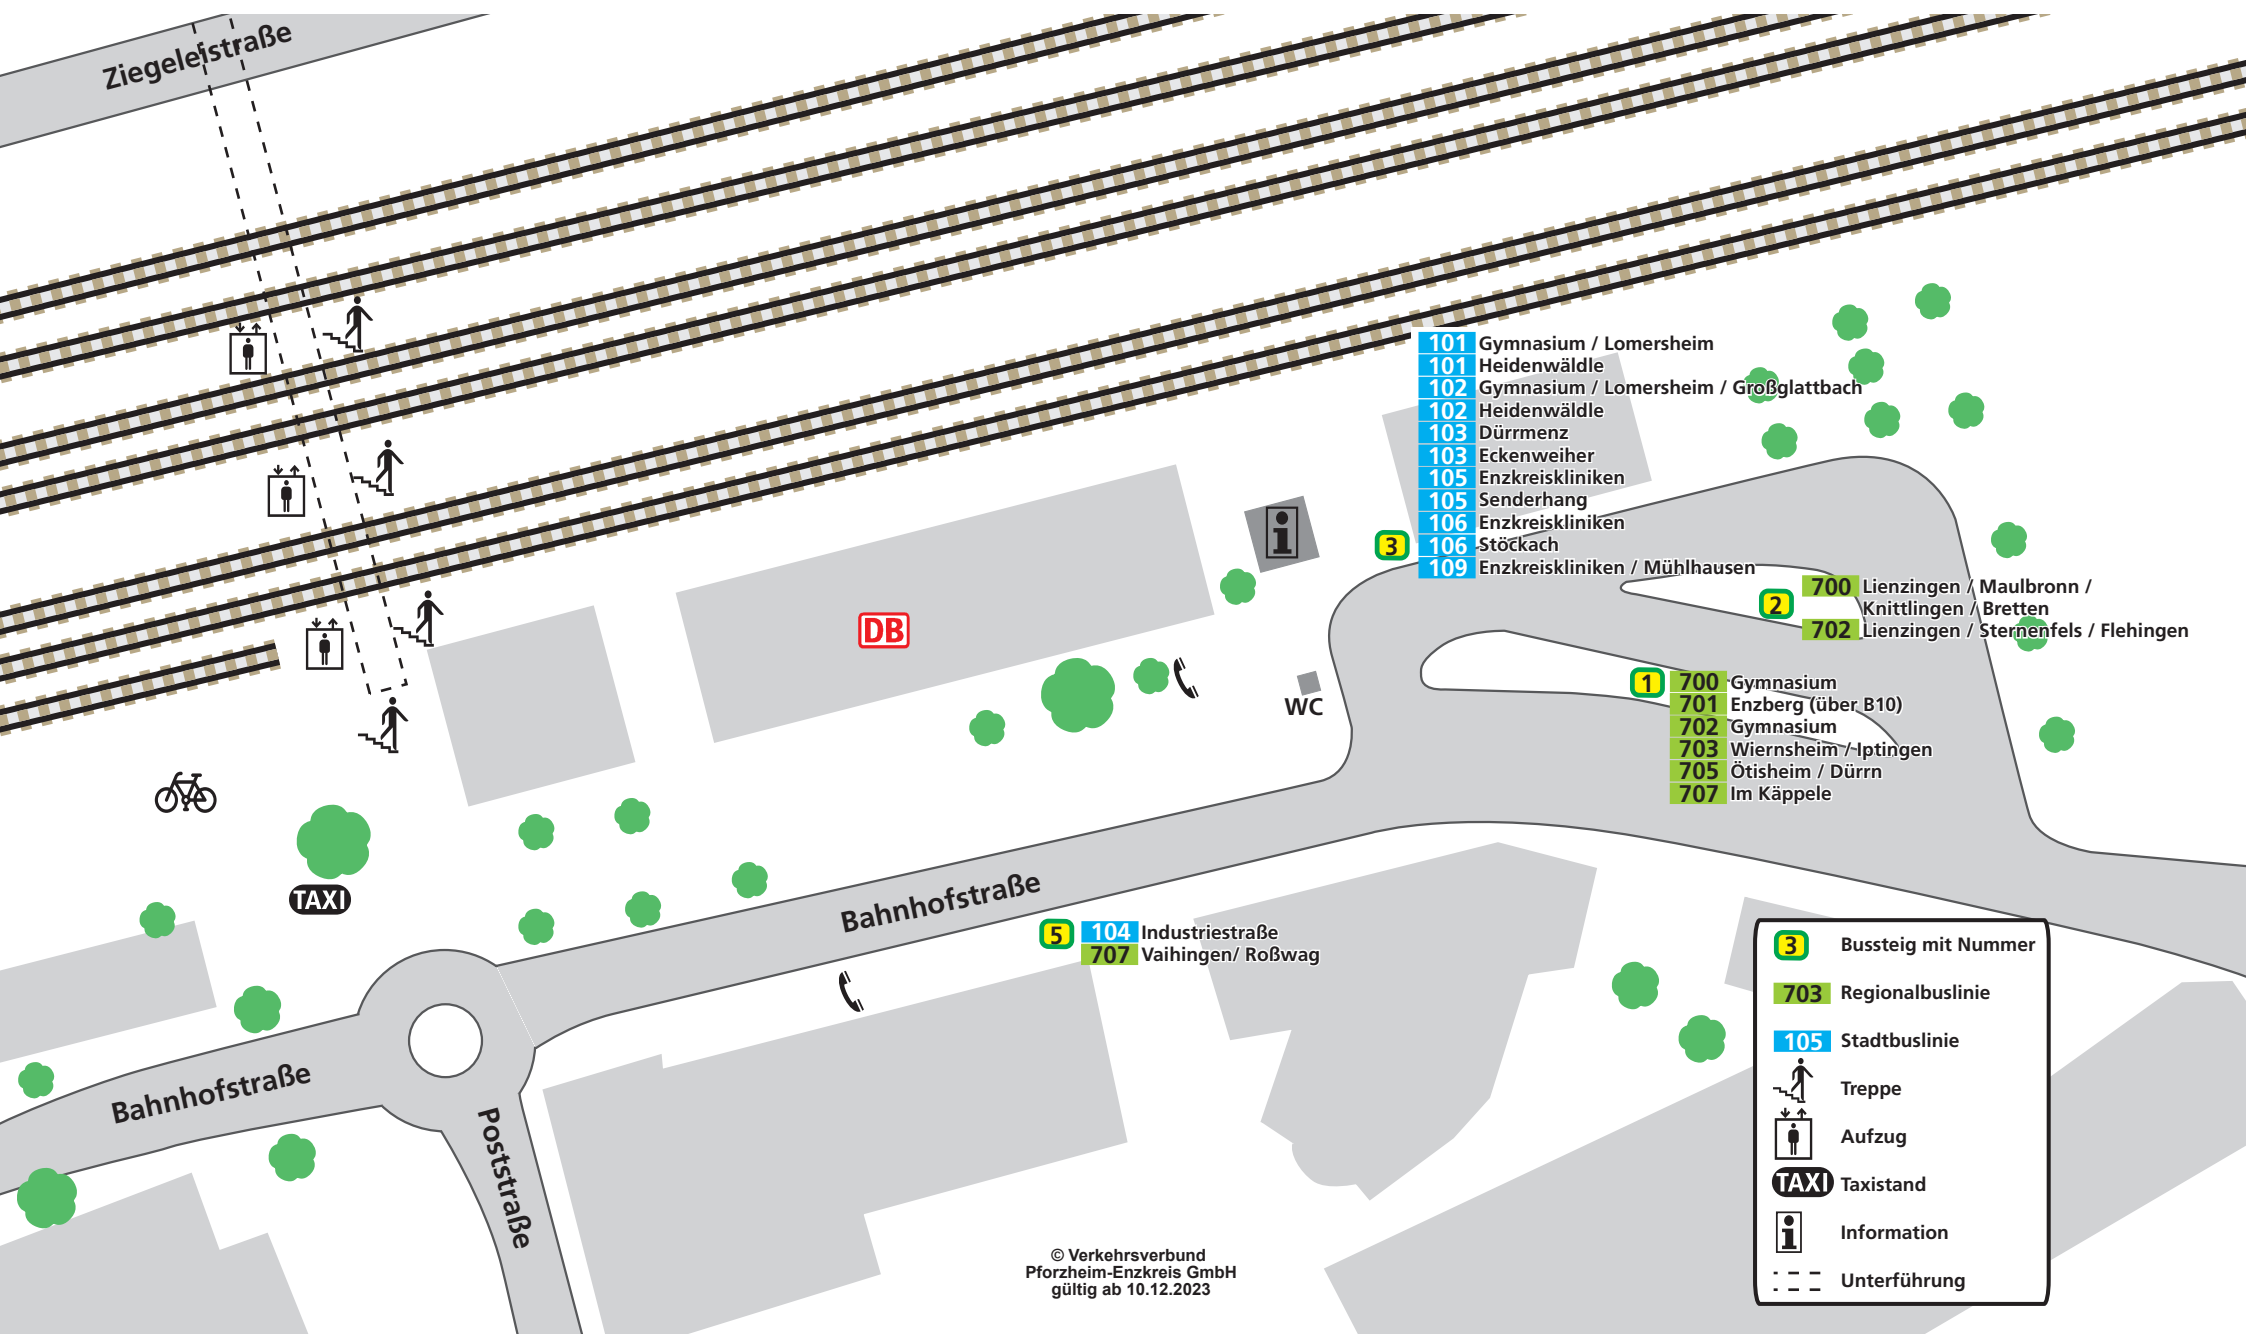 Ziegeleistraße
101 Gymnasium / Lomersheim
101 Heidenwäldle
102 Gymnasium / Lomersheim / Großglattbach
102 Heidenwäldle
103 Dürrmenz
103 Eckenweiher
105 Enzkreiskliniken
105 Senderhang
106 Enzkreiskliniken
3 106 Stöckach
109 Enzkreiskliniken / Mühlhausen
2 700 Lienzingen / Maulbronn /
Knittlingen / Bretten
702 Lienzingen / Sternenfels / Flehingen
DB
WC
1 700 Gymnasium
701 Enzberg (über B10)
702 Gymnasium
703 Wiernsheim / Iptingen
705 Ötisheim / Dürrn
707 Im Käppele
TAXI
Bahnhofstraße
5 104 Industriestraße
707 Vaihingen/ Roßwag
Bahnhofstraße
Poststraße
3 Bussteig mit Nummer
703 Regionalbuslinie
105 Stadtbuslinie
Treppe
Aufzug
TAXI Taxistand
i Information
Unterführung
© Verkehrsverbund
Pforzheim-Enzkreis GmbH
gültig ab 10.12.2023